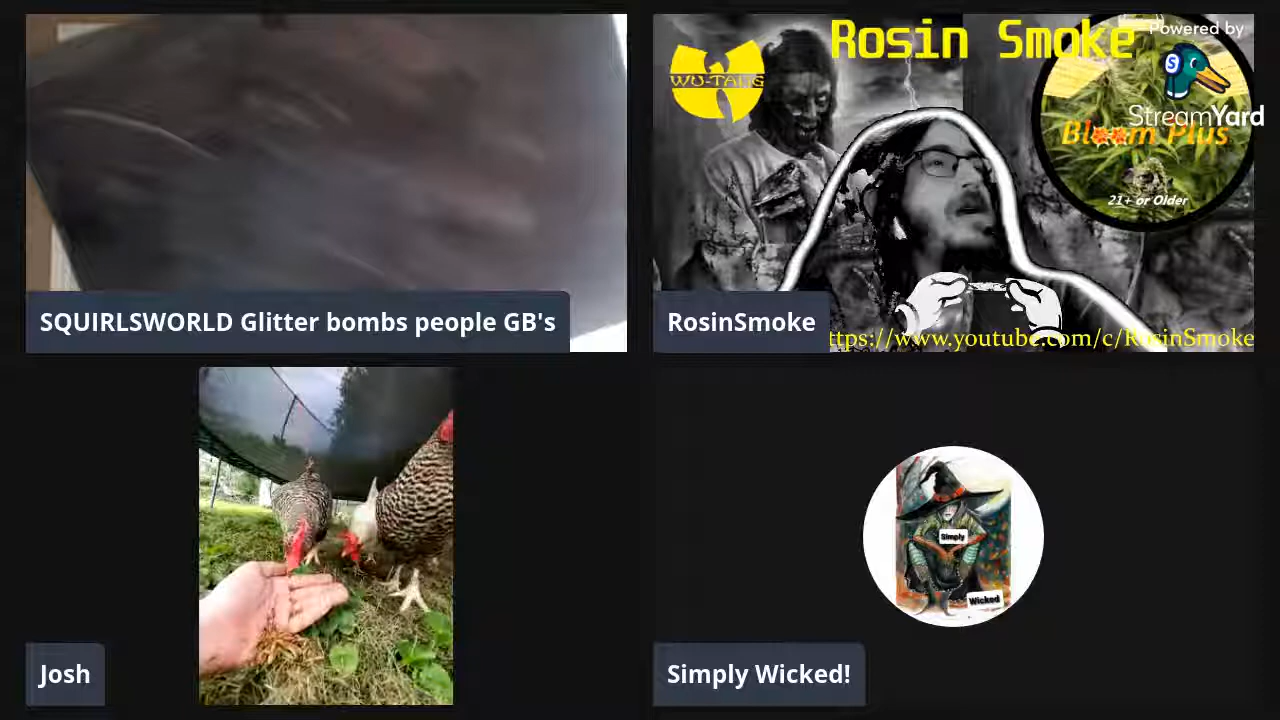 SQUIRLSWORLD Glitter bombs people GB's
WU-TANG
Rosin Smoke
Powered by
StreamYard
Bloom Plus
21+ or Older
RosinSmoke
ttps://www.youtube.com/c/RosinSmoke
Josh
Simply
Wicked
Simply Wicked!